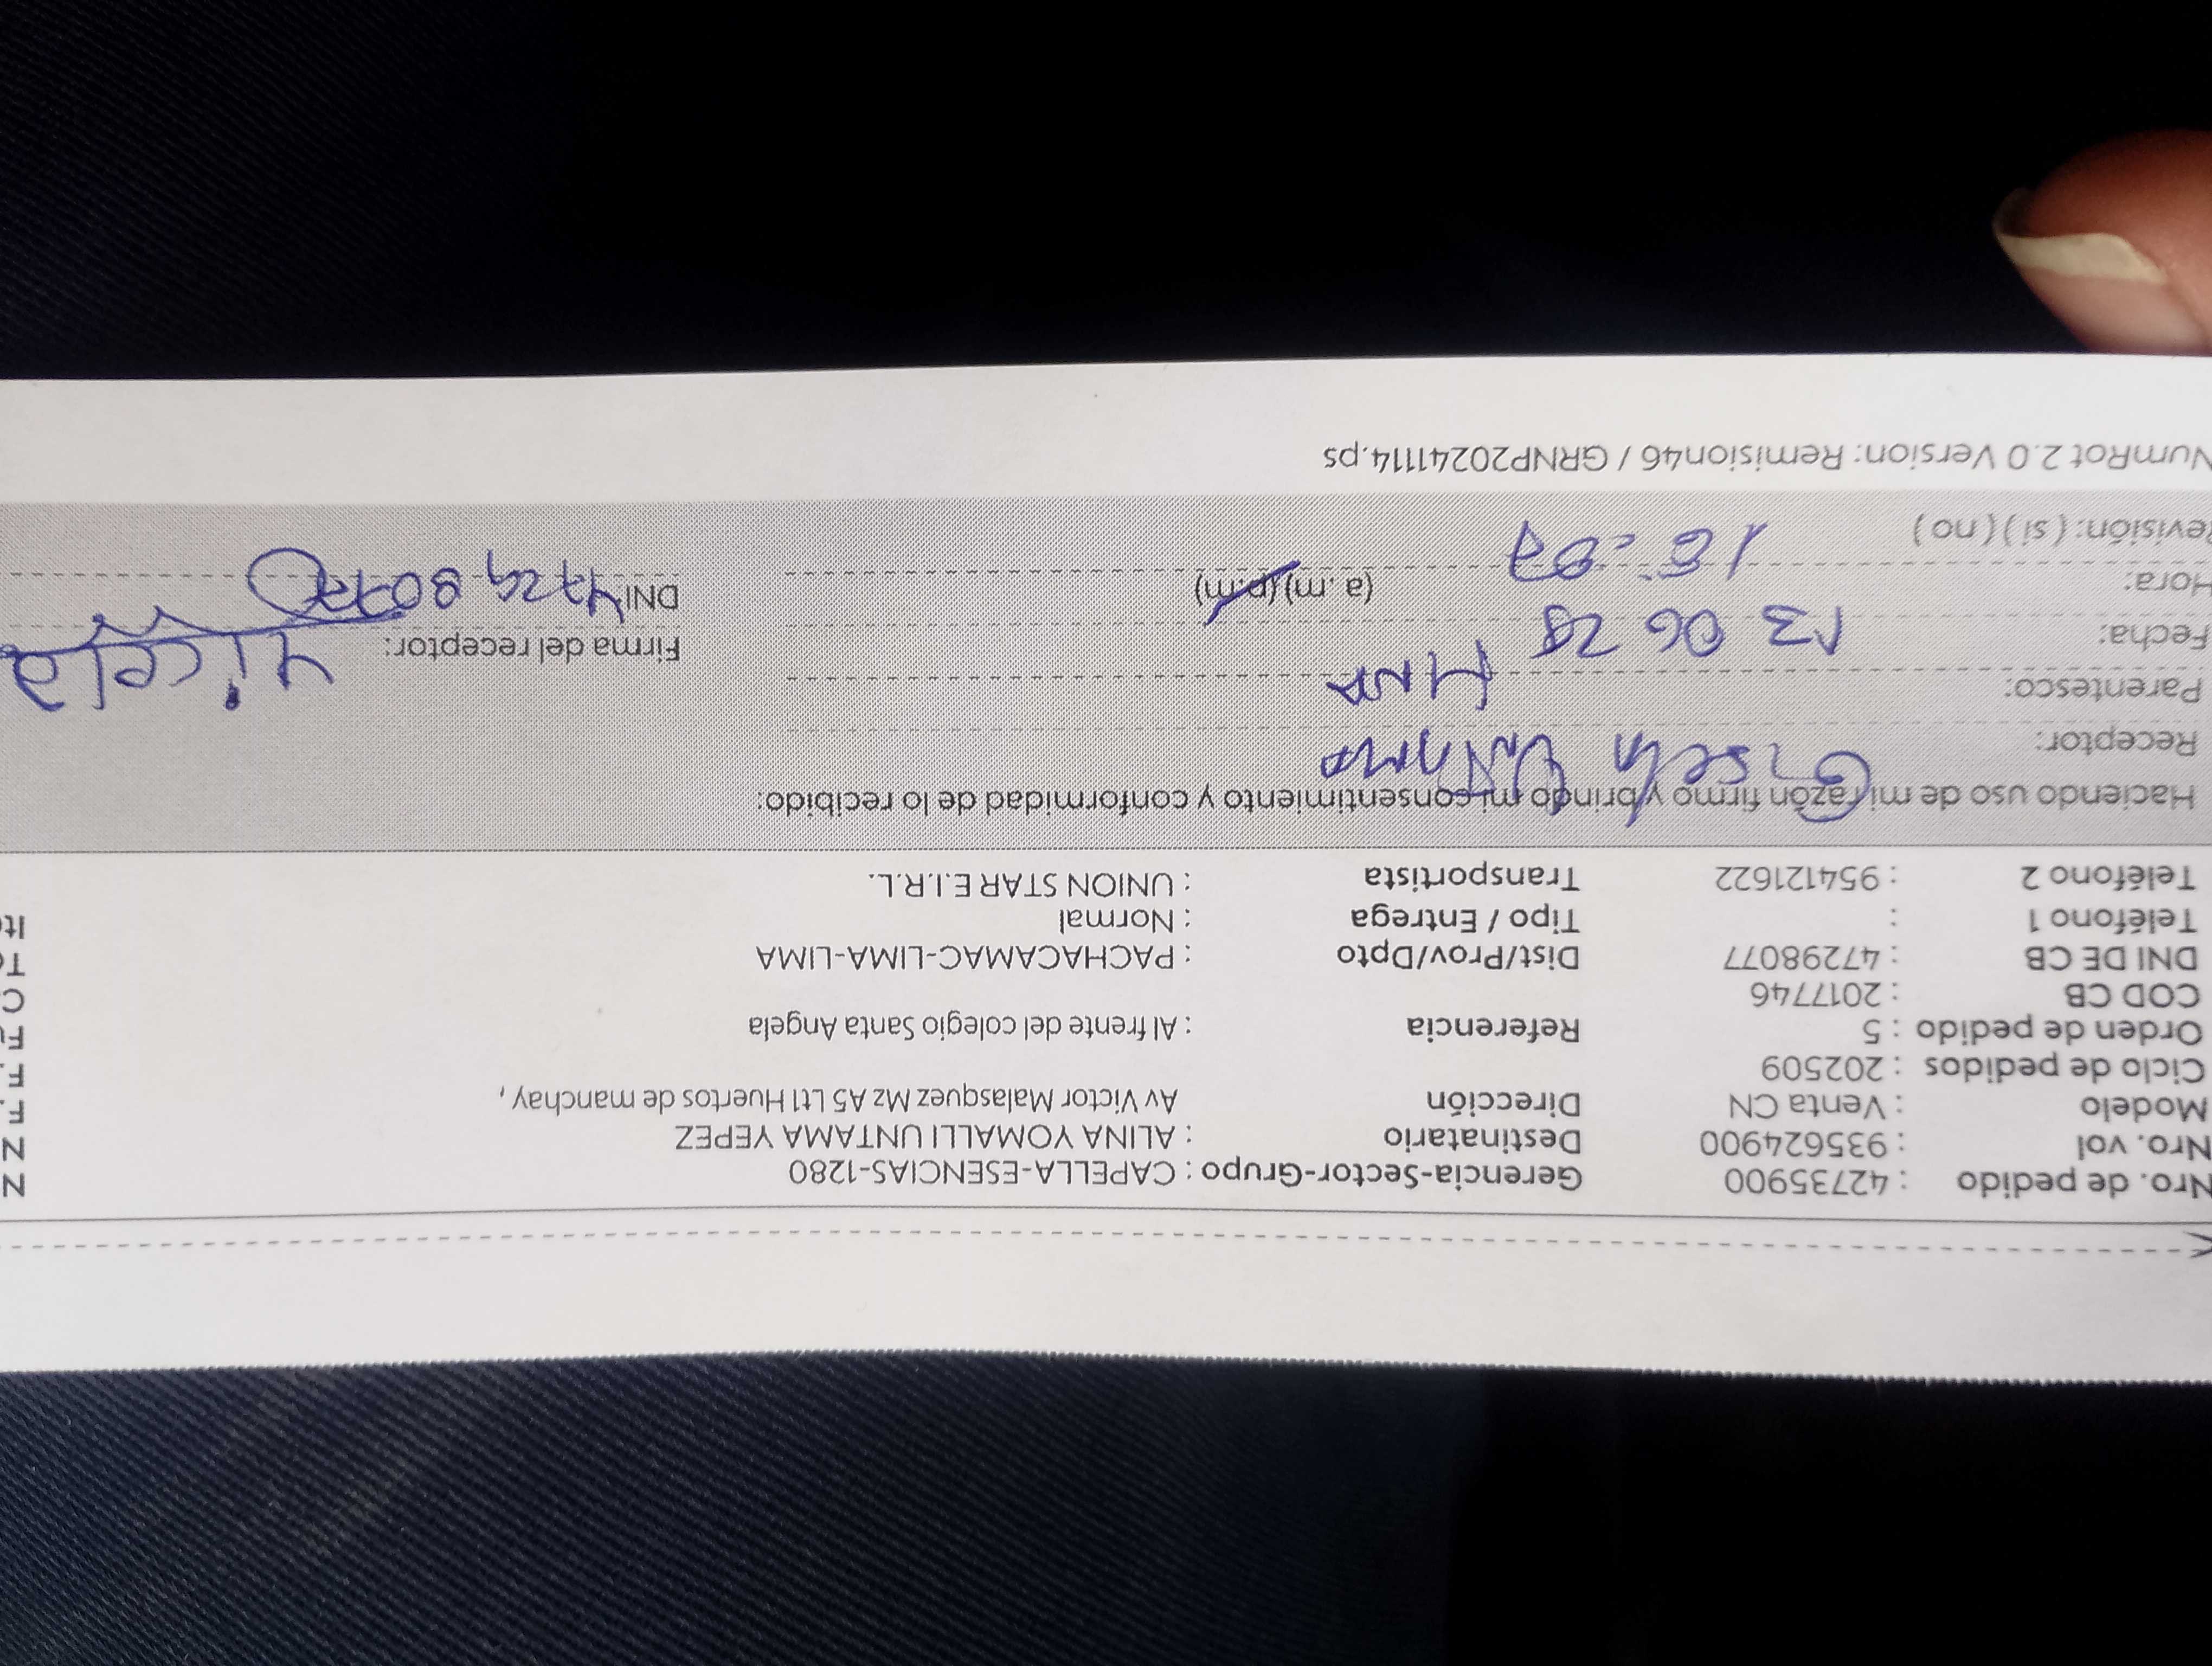 Nro. de pedido : 42735900 Gerencia-Sector-Grupo : CAPELLA-ESENCIAS-1280
Nro. vol : 935624900 Destinatario : ALINA YOMALLI UNTAMA YEPEZ
Modelo : Venta CN Dirección Av Victor Malasquez Mz A5 Lt1 Huertos de manchay ,
Ciclo de pedidos : 202509
Orden de pedido : 5 Referencia : Al frente del colegio Santa Angela
COD CB : 2017746
DNI DE CB : 47298077 Dist/Prov/Dpto : PACHACAMAC-LIMA-LIMA
Teléfono 1 : Tipo / Entrega : Normal
Teléfono 2 : 954121622 Transportista : UNION STAR E.I.R.L.
Haciendo uso de mi razón firmo y brindo mi consentimiento y conformidad de lo recibido:
Receptor: Gisela Untama
Parentesco: HNA
Fecha: 13 06 25 Firma del receptor:
Hora: (a. m) (p.m) DNI
Revisión: ( si ) ( no )
NumRot 2.0 Version: Remision46 / GRNP20241114.ps